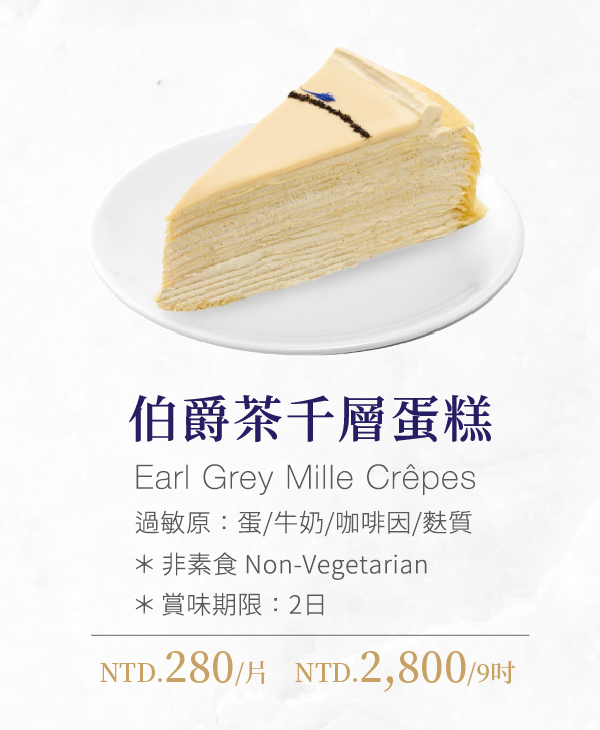 伯爵茶千層蛋糕
Earl Grey Mille Crêpes
過敏原：蛋/牛奶/咖啡因/麩質
＊非素食 Non-Vegetarian
＊賞味期限：2日
NTD.280/片 NTD.2,800/9吋